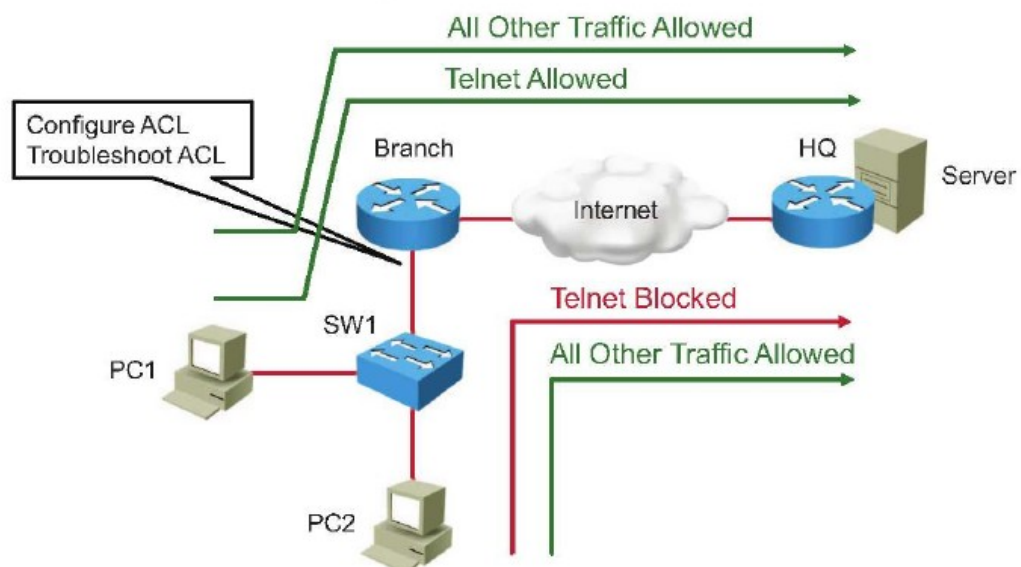 All Other Traffic Allowed
Telnet Allowed
Configure ACL
Troubleshoot ACL
Branch
HQ
Server
Internet
Telnet Blocked
SW1
All Other Traffic Allowed
PC1
PC2